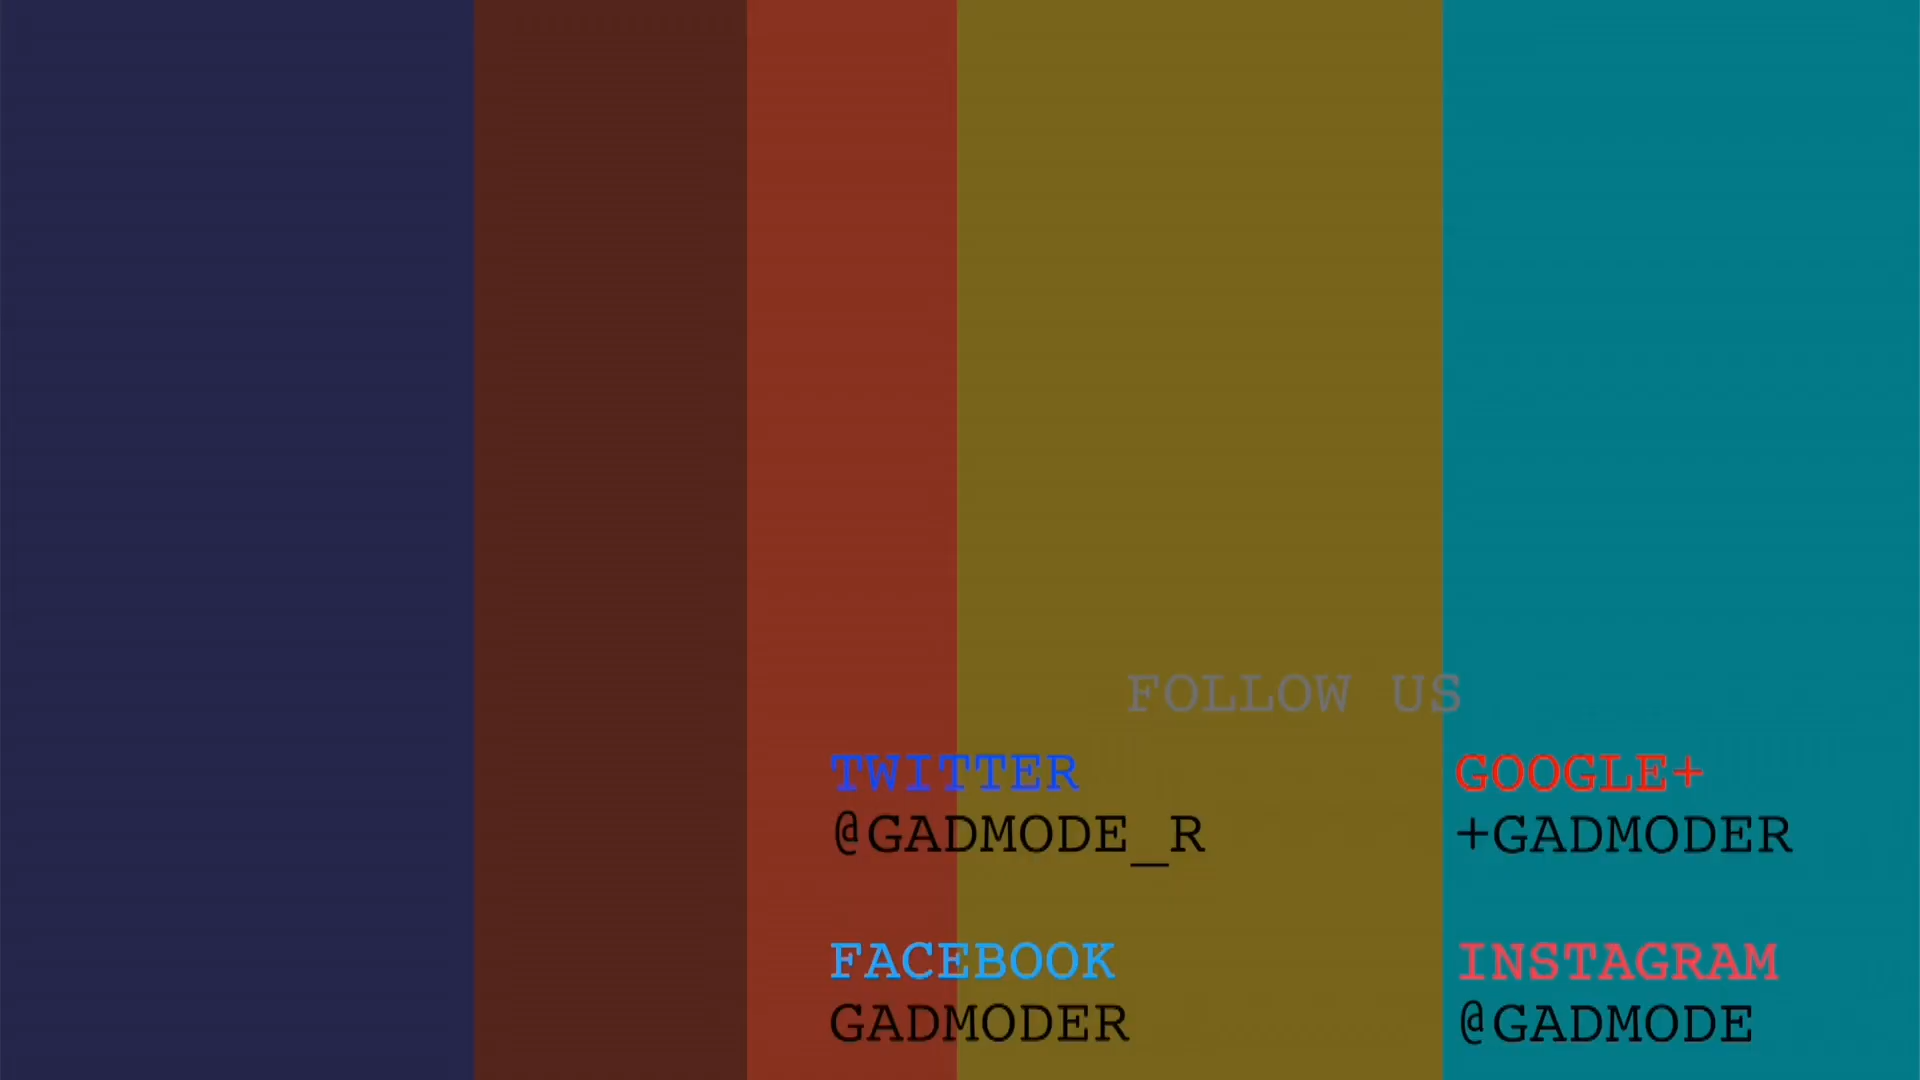 FOLLOW US
TWITTER
@GADMODE_R
GOOGLE+
+GADMODER
FACEBOOK
GADMODER
INSTAGRAM
@GADMODE